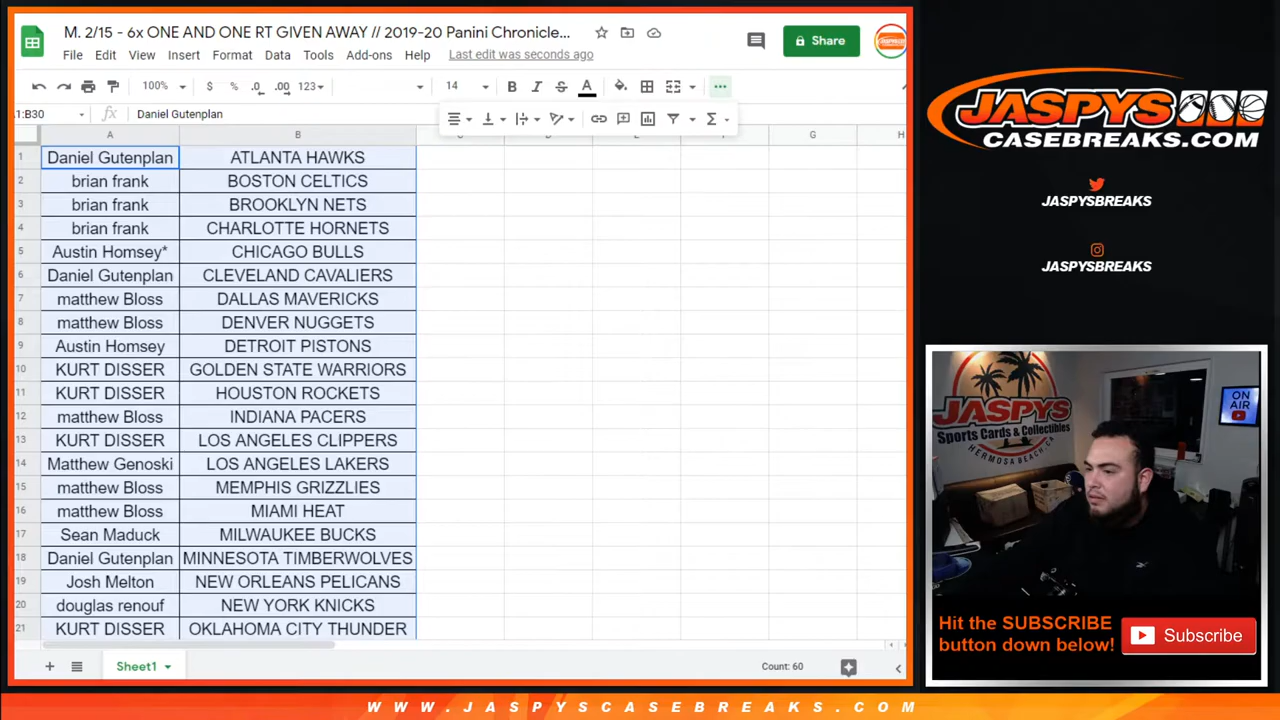 M. 2/15 - 6x ONE AND ONE RT GIVEN AWAY // 2019-20 Panini Chronicle...
File Edit View Insert Format Data Tools Add-ons Help Last edit was seconds ago
Share
100% $ % .0 .00 123 14 B I S A
A1:B30 fx Daniel Gutenplan
A B C G H
1 Daniel Gutenplan ATLANTA HAWKS
2 brian frank BOSTON CELTICS
3 brian frank BROOKLYN NETS
4 brian frank CHARLOTTE HORNETS
5 Austin Homsey* CHICAGO BULLS
6 Daniel Gutenplan CLEVELAND CAVALIERS
7 matthew Bloss DALLAS MAVERICKS
8 matthew Bloss DENVER NUGGETS
9 Austin Homsey DETROIT PISTONS
10 KURT DISSER GOLDEN STATE WARRIORS
11 KURT DISSER HOUSTON ROCKETS
12 matthew Bloss INDIANA PACERS
13 KURT DISSER LOS ANGELES CLIPPERS
14 Matthew Genoski LOS ANGELES LAKERS
15 matthew Bloss MEMPHIS GRIZZLIES
16 matthew Bloss MIAMI HEAT
17 Sean Maduck MILWAUKEE BUCKS
18 Daniel Gutenplan MINNESOTA TIMBERWOLVES
19 Josh Melton NEW ORLEANS PELICANS
20 douglas renouf NEW YORK KNICKS
21 KURT DISSER OKLAHOMA CITY THUNDER
Sheet1
Count: 60
JASPYS
CASEBREAKS.COM
JASPYSBREAKS
JASPYSBREAKS
JASPYS
Sports Cards & Collectibles
HERMOSA BEACH, CA
ON AIR
Hit the SUBSCRIBE
button down below!
Subscribe
WWW.JASPYSCASEBREAKS.COM